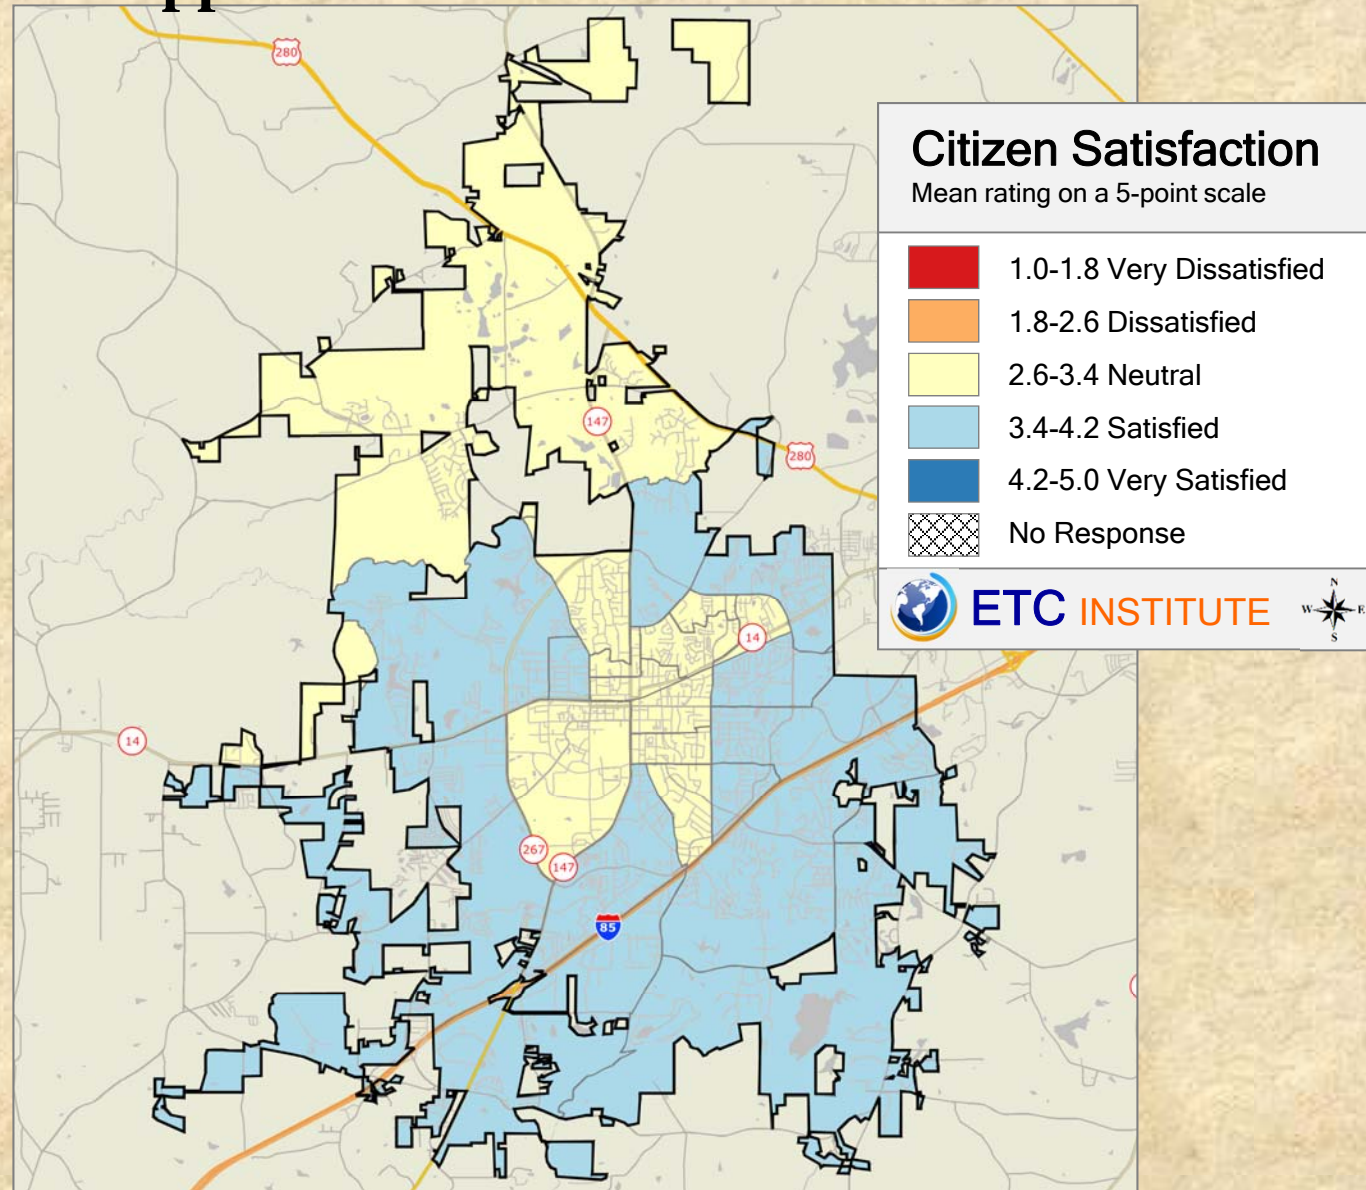 280
Citizen Satisfaction
Mean rating on a 5-point scale
1.0-1.8 Very Dissatisfied
1.8-2.6 Dissatisfied
2.6-3.4 Neutral
3.4-4.2 Satisfied
4.2-5.0 Very Satisfied
No Response
ETC INSTITUTE
N
W E
S
147
280
14
14
267
147
85